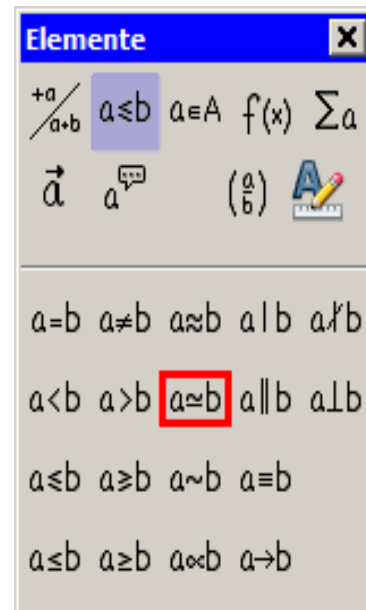 Elemente
+a/a+b a⩽b a∈A f(x) Σa
a⃗ a (a/b) A
a=b a≠b a≈b a|b a∤b
a<b a>b a≃b a∥b a⊥b
a⩽b a⩾b a~b a≡b
a≤b a≥b a∝b a→b